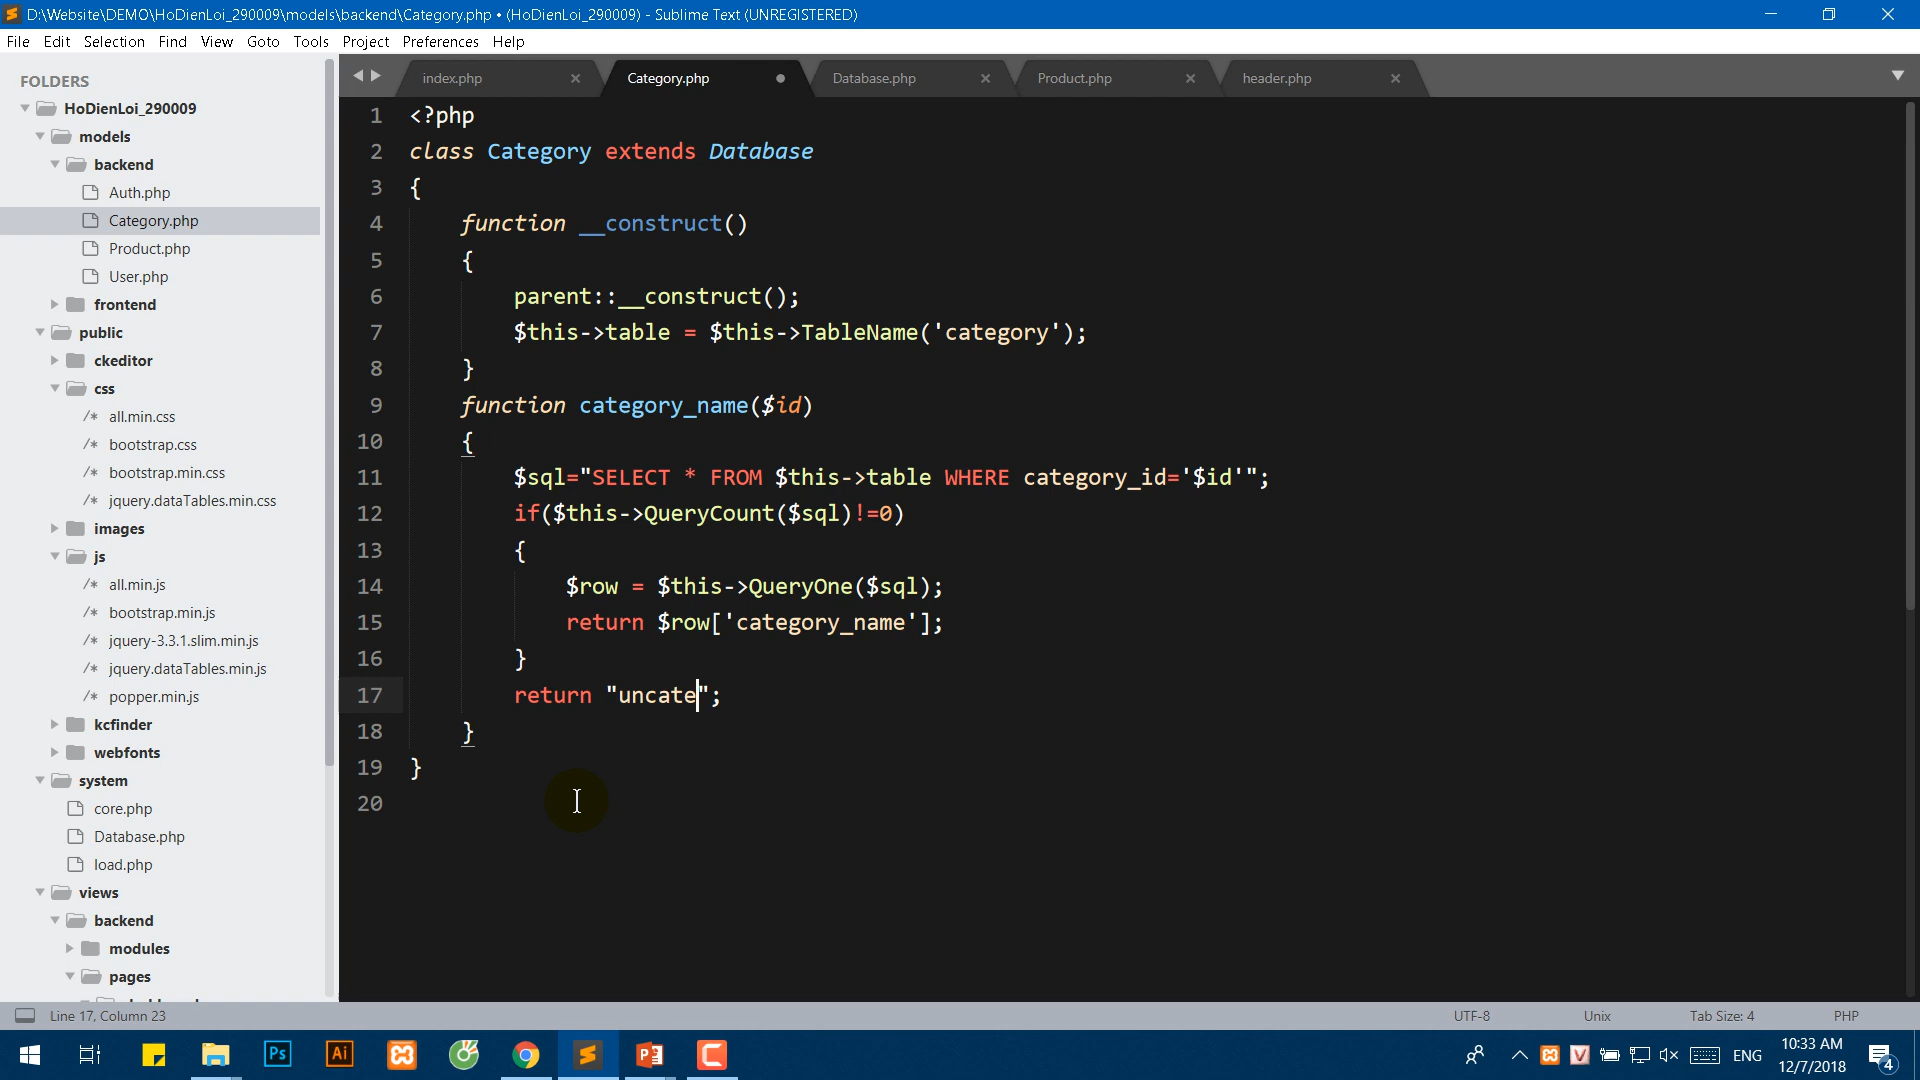 D:\Website\DEMO\HoDienLoi_290009\models\backend\Category.php • (HoDienLoi_290009) - Sublime Text (UNREGISTERED)
File Edit Selection Find View Goto Tools Project Preferences Help
FOLDERS
HoDienLoi_290009
models
backend
Auth.php
Category.php
Product.php
User.php
frontend
public
ckeditor
css
/* all.min.css
/* bootstrap.css
/* bootstrap.min.css
/* jquery.dataTables.min.css
images
js
/* all.min.js
/* bootstrap.min.js
/* jquery-3.3.1.slim.min.js
/* jquery.dataTables.min.js
/* popper.min.js
kcfinder
webfonts
system
core.php
Database.php
load.php
views
backend
modules
pages
index.php Category.php Database.php Product.php header.php
1 <?php
2 class Category extends Database
3 {
4 function __construct()
5 {
6 parent::__construct();
7 $this->table = $this->TableName('category');
8 }
9 function category_name($id)
10 {
11 $sql="SELECT * FROM $this->table WHERE category_id='$id'";
12 if($this->QueryCount($sql)!=0)
13 {
14 $row = $this->QueryOne($sql);
15 return $row['category_name'];
16 }
17 return "uncate";
18 }
19 }
20
Line 17, Column 23 UTF-8 Unix Tab Size: 4 PHP
Ps Ai ENG 10:33 AM
12/7/2018 4